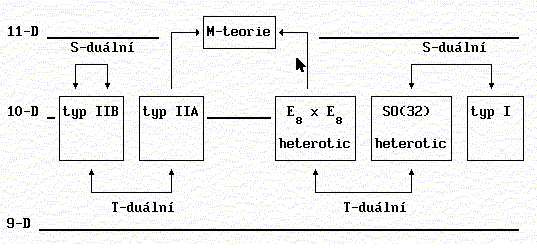 11-D
M-teorie
S-duální
S-duální
10-D
typ IIB
typ IIA
E8 x E8
heterotic
SO(32)
heterotic
typ I
T-duální
T-duální
9-D